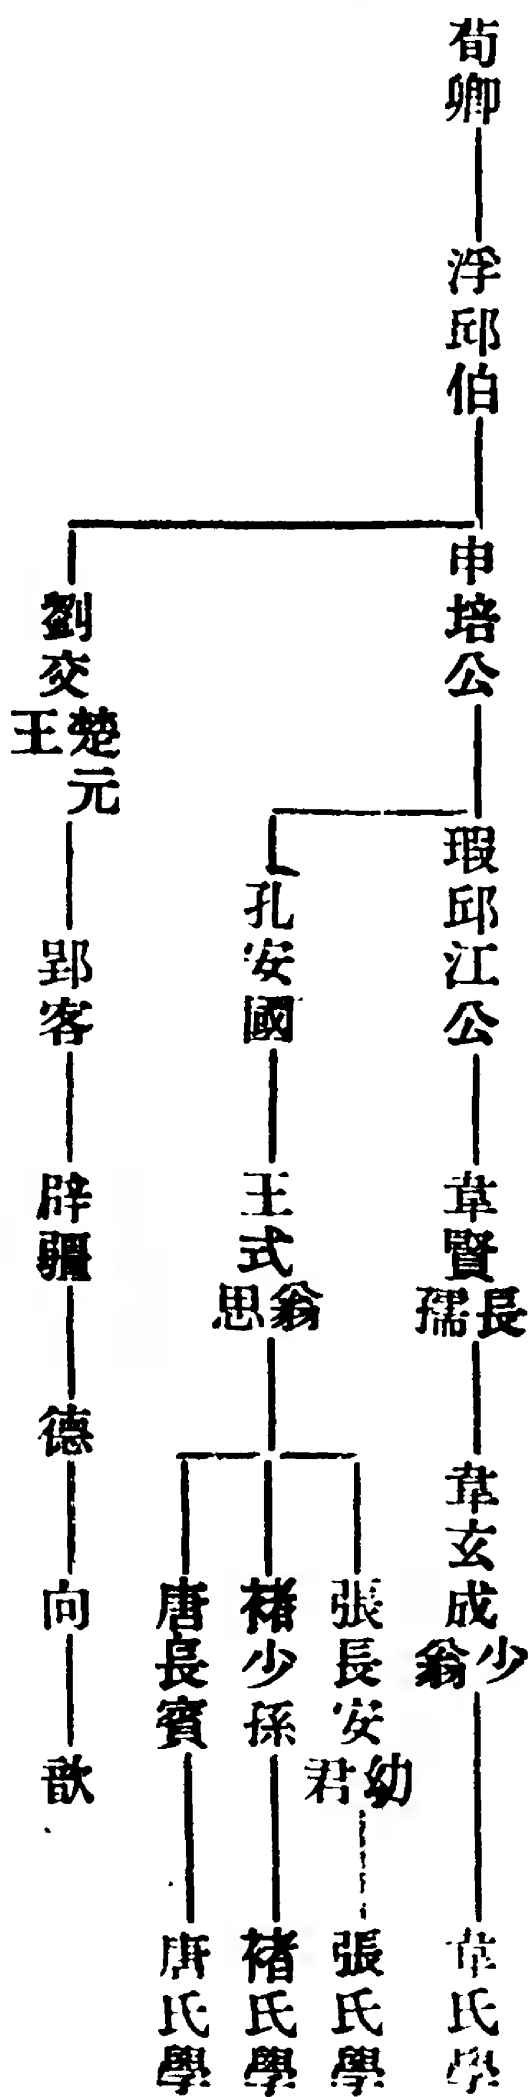 荀卿
浮邱伯
申培公
瑕邱江公
韋賢長孺
韋玄成少翁
韋氏學
孔安國
王式翁思
張長安幼君
張氏學
褚少孫
褚氏學
唐長賓
唐氏學
劉交楚元王
郢客
辟疆
德
向
歆